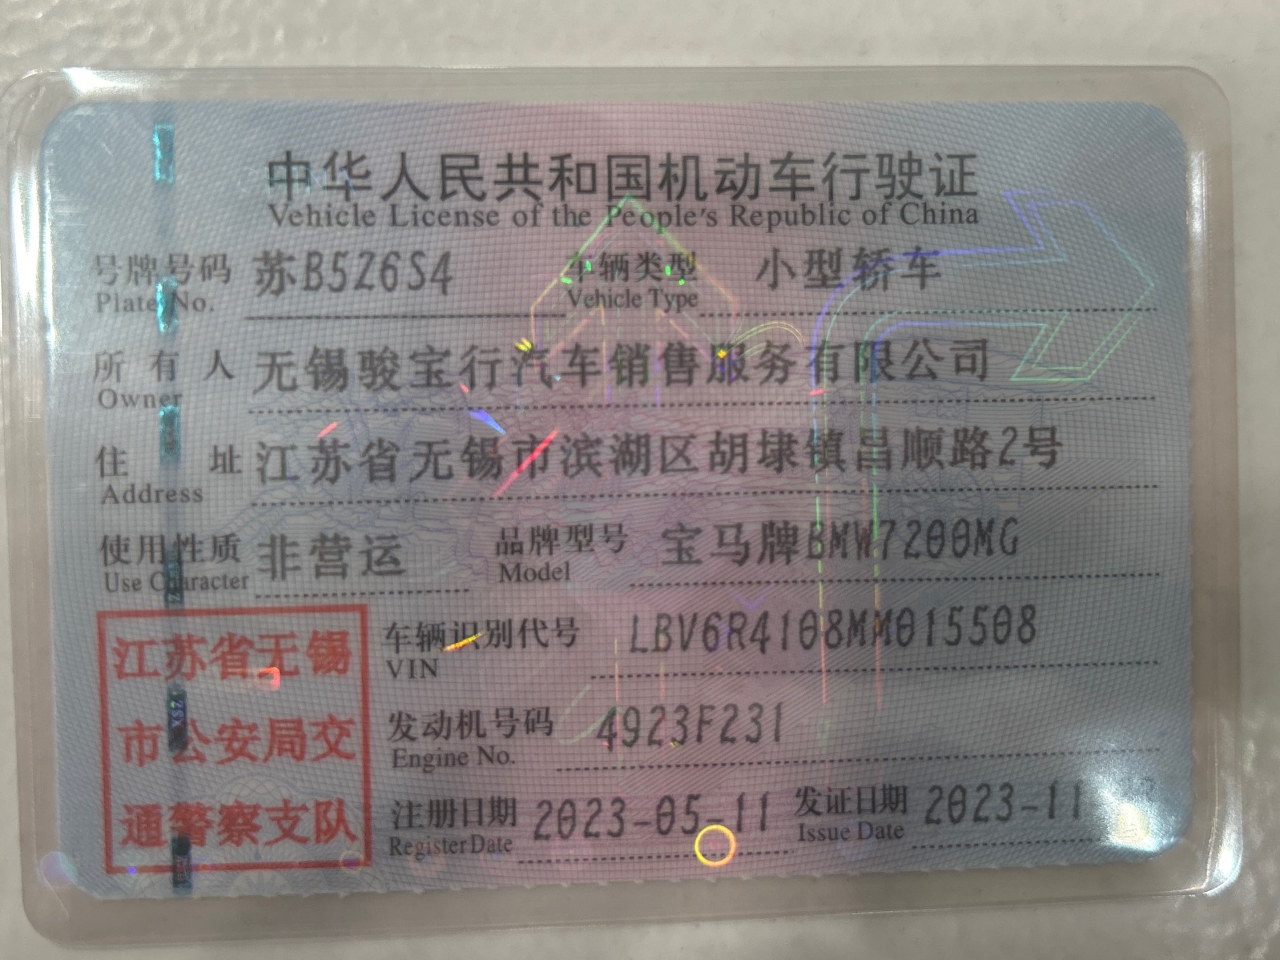 中华人民共和国机动车行驶证
Vehicle License of the People's Republic of China
号牌号码 苏B526S4 车辆类型 小型轿车
Plate No. Vehicle Type
所有人 无锡骏宝行汽车销售服务有限公司
Owner
住址 江苏省无锡市滨湖区胡埭镇昌顺路2号
Address
使用性质 非营运 品牌型号 宝马牌BMW7200MG
Use Character Model
江苏省无锡
市公安局交
通警察支队
车辆识别代号 LBV6R4108MM015508
VIN
发动机号码 4923F231
Engine No.
注册日期 2023-05-11 发证日期 2023-11
Register Date Issue Date